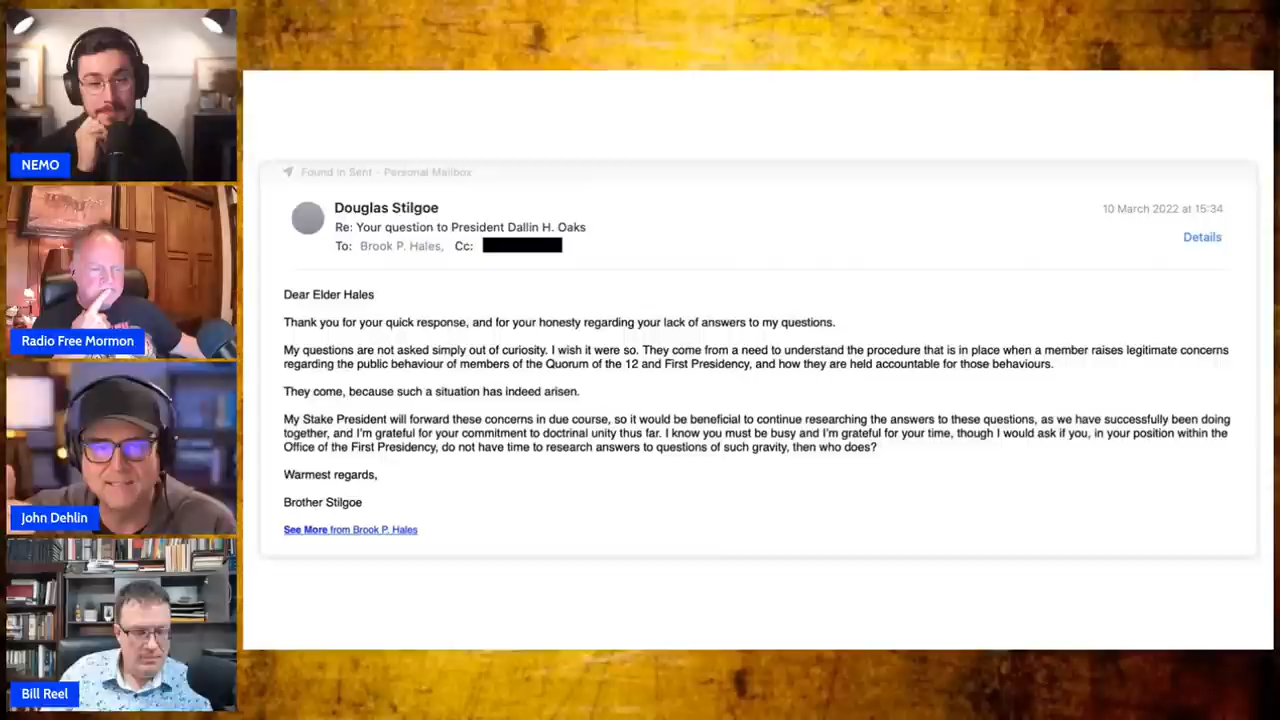 NEMO
Radio Free Mormon
John Dehlin
Bill Reel
Found in Sent - Personal Mailbox
Douglas Stilgoe
10 March 2022 at 15:34
Re: Your question to President Dallin H. Oaks
Details
To: Brook P. Hales, Cc:
Dear Elder Hales
Thank you for your quick response, and for your honesty regarding your lack of answers to my questions.
My questions are not asked simply out of curiosity. I wish it were so. They come from a need to understand the procedure that is in place when a member raises legitimate concerns
regarding the public behaviour of members of the Quorum of the 12 and First Presidency, and how they are held accountable for those behaviours.
They come, because such a situation has indeed arisen.
My Stake President will forward these concerns in due course, so it would be beneficial to continue researching the answers to these questions, as we have successfully been doing
together, and I'm grateful for your commitment to doctrinal unity thus far. I know you must be busy and I'm grateful for your time, though I would ask if you, in your position within the
Office of the First Presidency, do not have time to research answers to questions of such gravity, then who does?
Warmest regards,
Brother Stilgoe
See More from Brook P. Hales